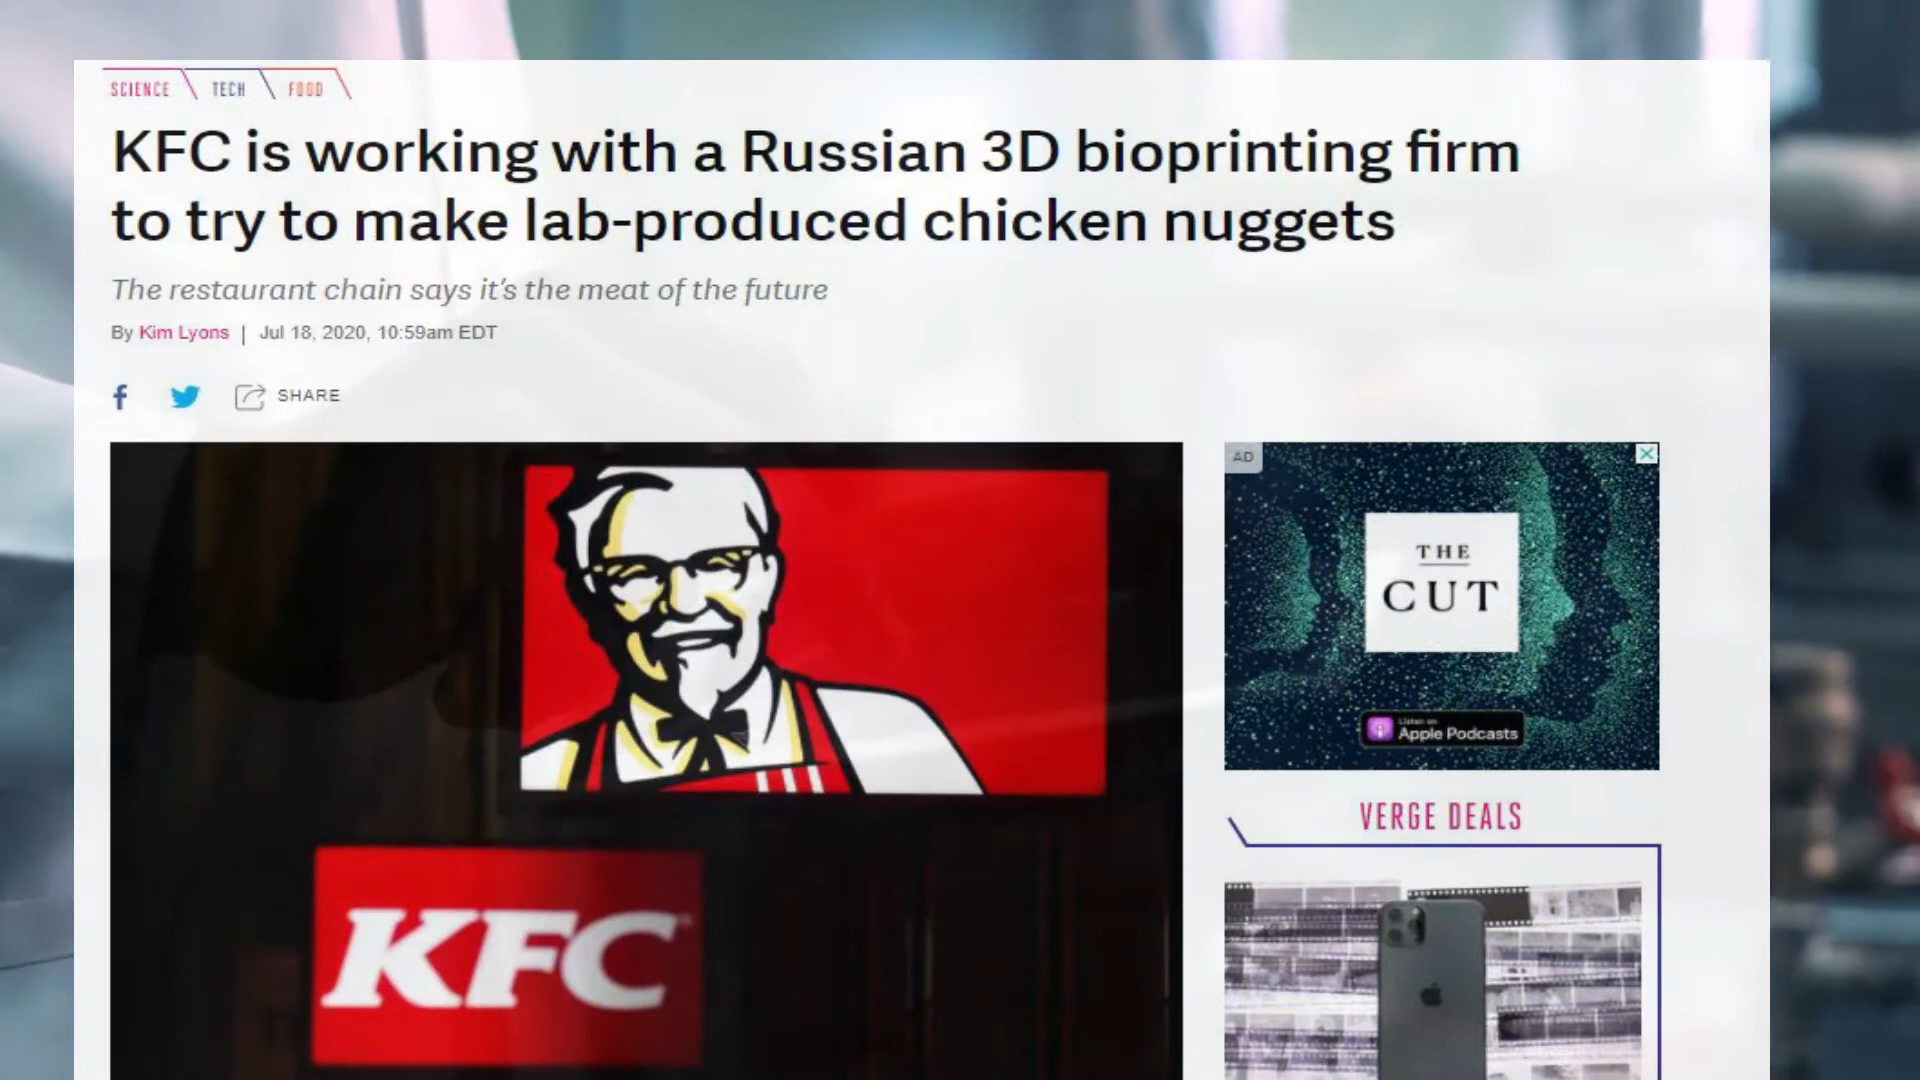 SCIENCE TECH FOOD
KFC is working with a Russian 3D bioprinting firm
to try to make lab-produced chicken nuggets
The restaurant chain says it's the meat of the future
By Kim Lyons | Jul 18, 2020, 10:59am EDT
SHARE
AD
THE
CUT
Listen on
Apple Podcasts
VERGE DEALS
KFC